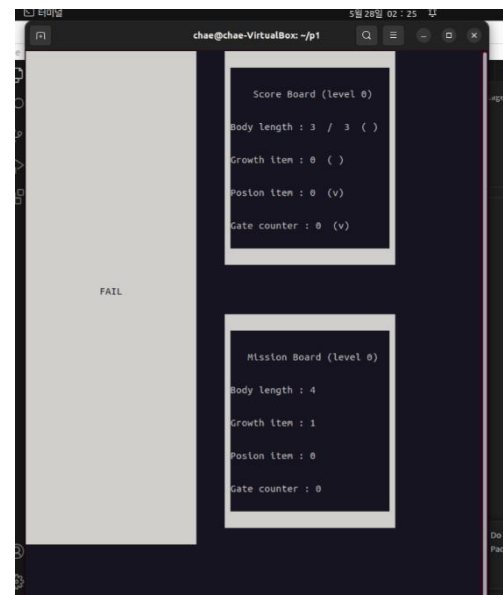 터미널
5월 28일 02 : 25
chae@chae-VirtualBox: ~/p1
Score Board (level 0)
Body length : 3 / 3 ( )
Growth item : 0 ( )
Posion item : 0 (v)
Gate counter : 0 (v)
FAIL
Mission Board (level 0)
Body length : 4
Growth item : 1
Posion item : 0
Gate counter : 0
Do